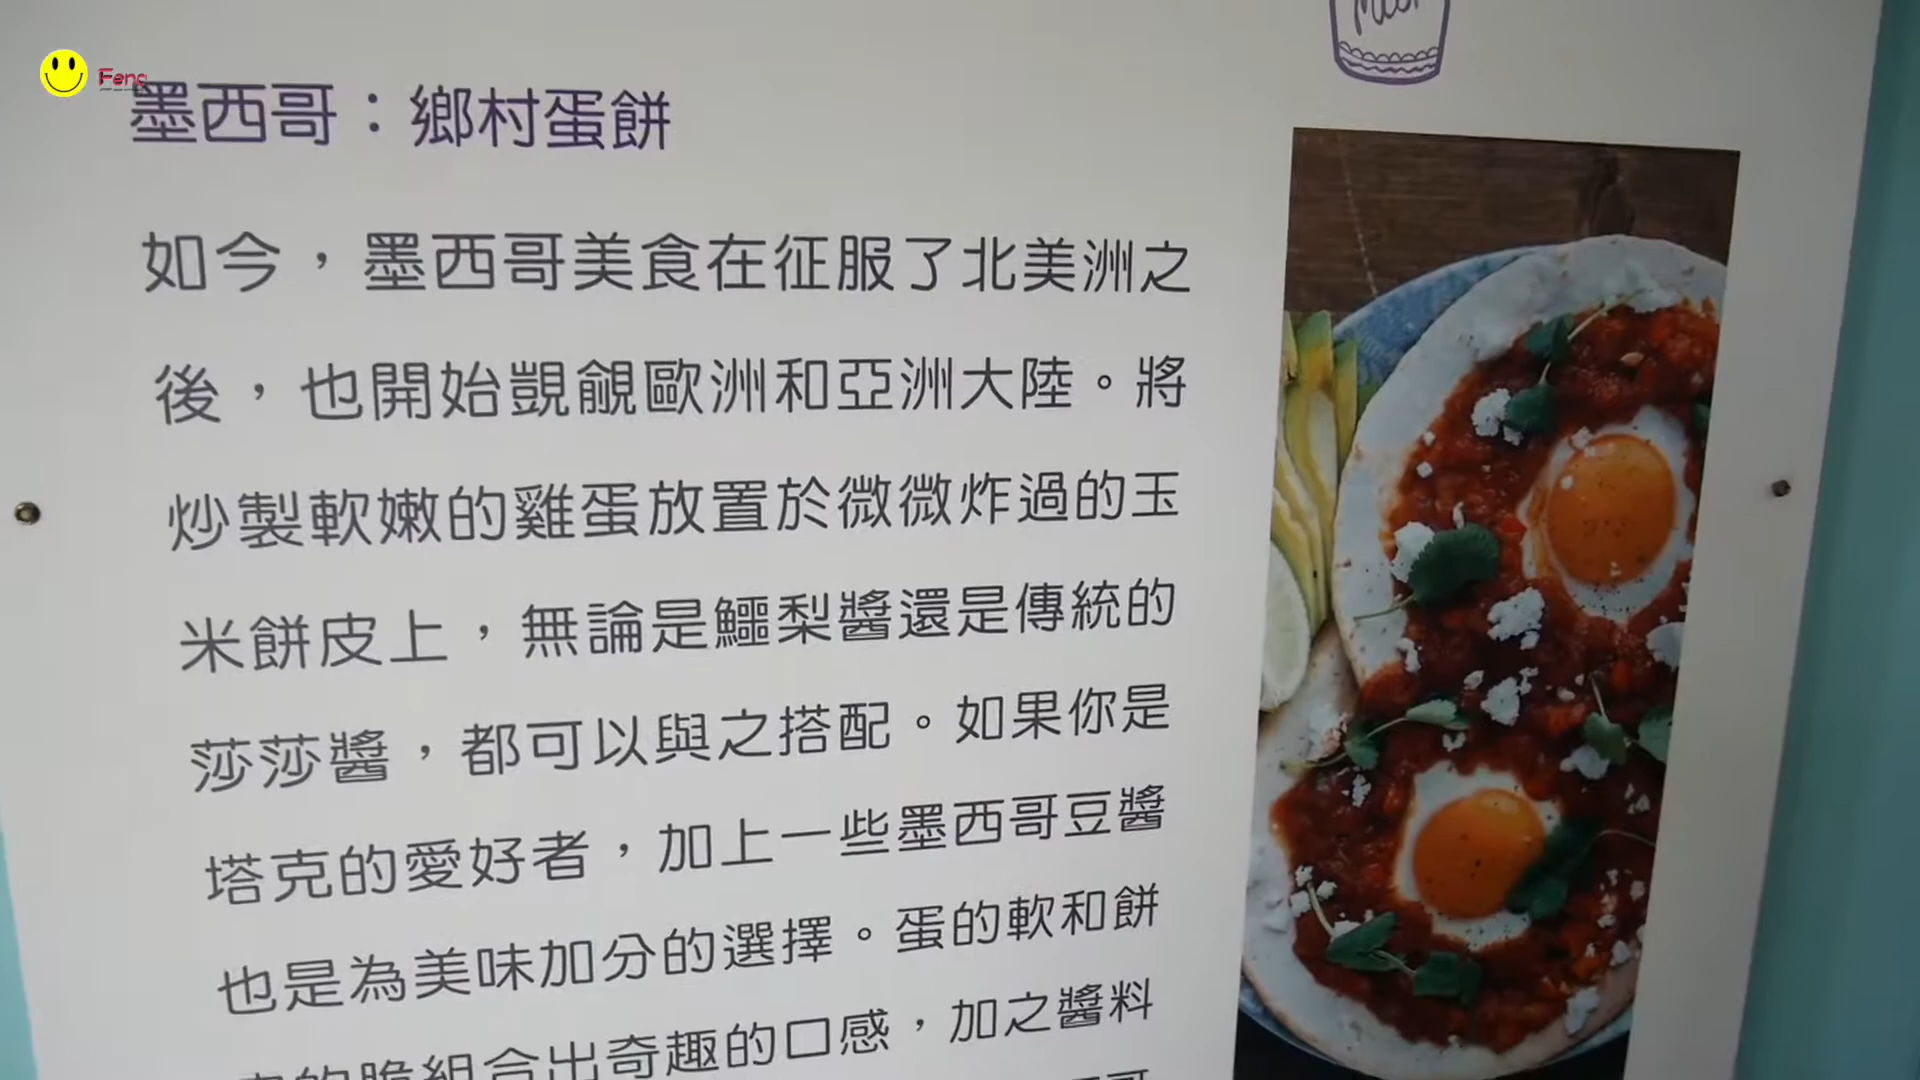 Feng
墨西哥：鄉村蛋餅
如今，墨西哥美食在征服了北美洲之
後，也開始覬覦歐洲和亞洲大陸。將
炒製軟嫩的雞蛋放置於微微炸過的玉
米餅皮上，無論是鱷梨醬還是傳統的
莎莎醬，都可以與之搭配。如果你是
塔克的愛好者，加上一些墨西哥豆醬
也是為美味加分的選擇。蛋的軟和餅
的脆組合出奇趣的口感，加之醬料